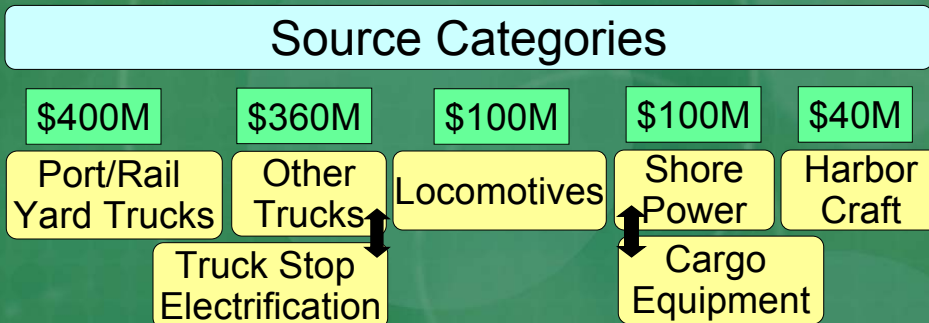 Source Categories
$400M
$360M
$100M
$100M
$40M
Port/Rail
Yard Trucks
Other
Trucks
Locomotives
Shore
Power
Harbor
Craft
Truck Stop
Electrification
Cargo
Equipment